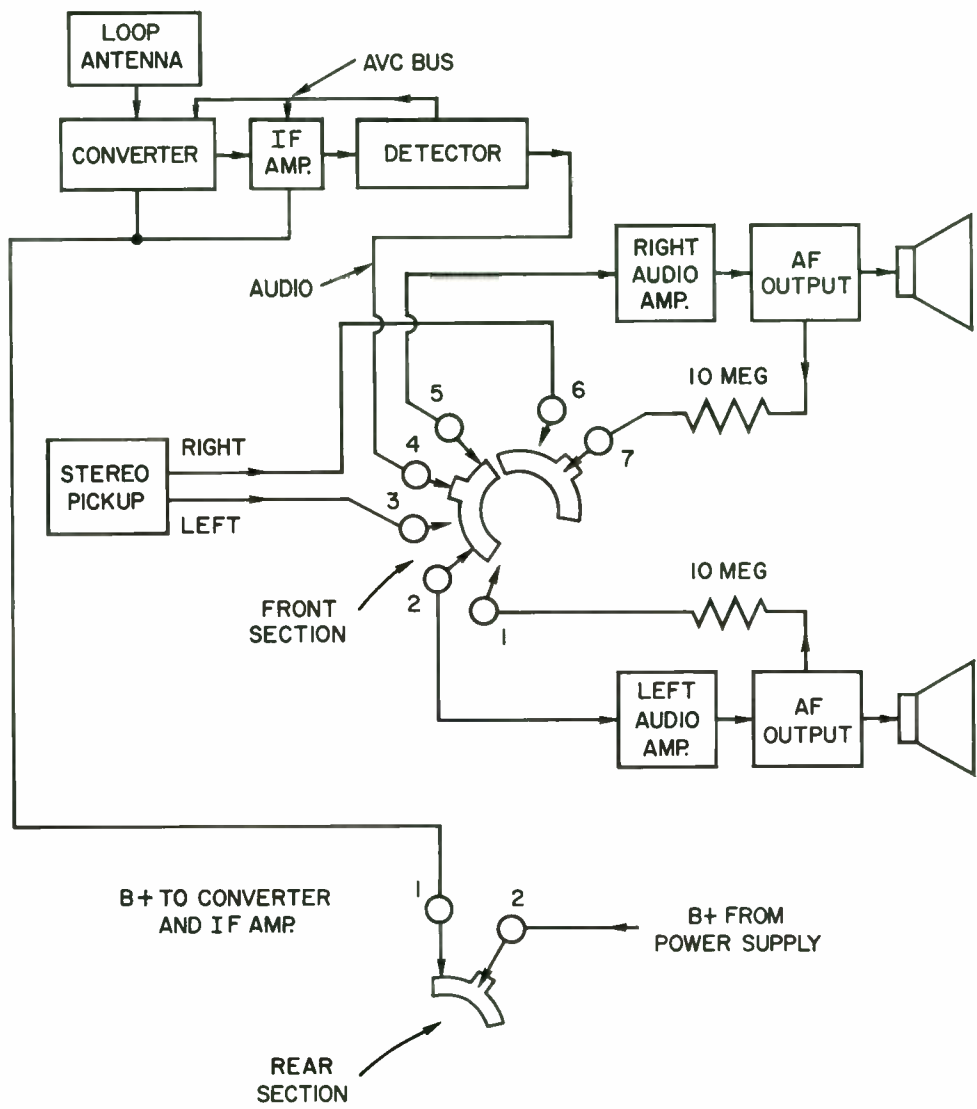 LOOP
ANTENNA
AVC BUS
CONVERTER
IF
AMP.
DETECTOR
AUDIO
RIGHT
AUDIO
AMP.
AF
OUTPUT
10 MEG
5
6
4
7
3
STEREO
PICKUP
RIGHT
LEFT
2
1
FRONT
SECTION
10 MEG
LEFT
AUDIO
AMP.
AF
OUTPUT
B+ TO CONVERTER
AND IF AMP.
1
2
B+ FROM
POWER SUPPLY
REAR
SECTION